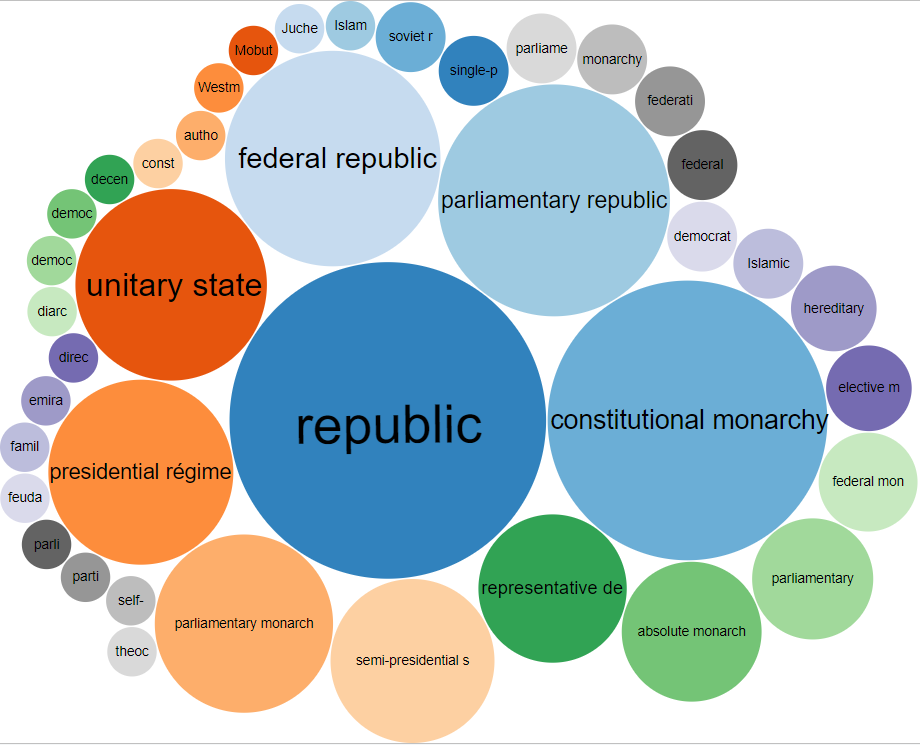 Juche
Islam
soviet r
Mobut
single-p
parliame
monarchy
Westm
federati
autho
federal republic
const
federal
decen
parliamentary republic
democ
democrat
democ
Islamic
unitary state
diarc
hereditary
direc
elective m
emira
republic
constitutional monarchy
famil
presidential régime
federal mon
feuda
parli
parti
parliamentary
representative de
self-
parliamentary monarch
absolute monarch
theoc
semi-presidential s